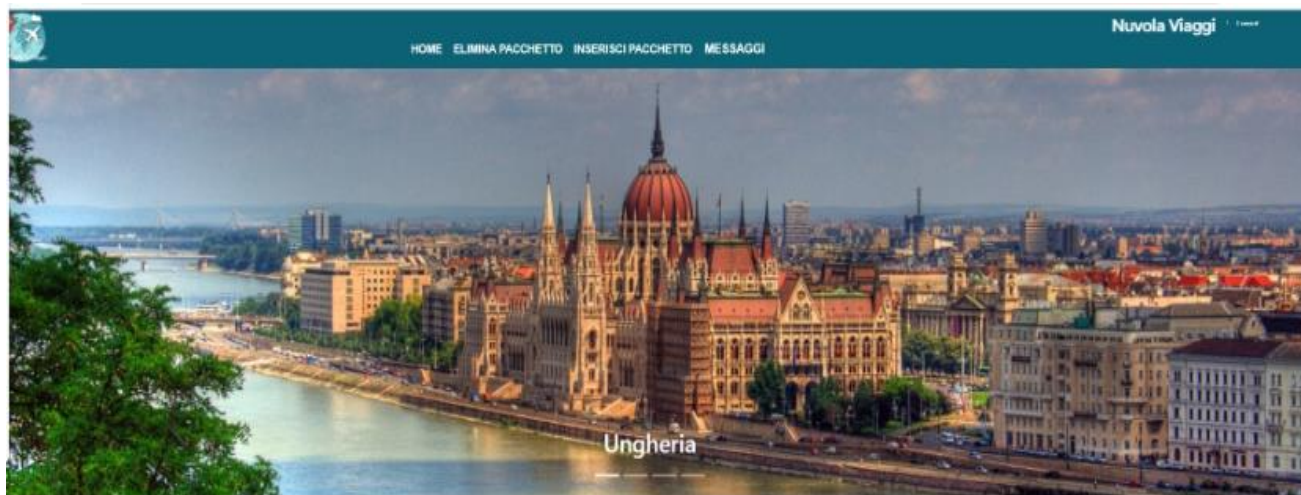 Nuvola Viaggi
HOME ELIMINA PACCHETTO INSERISCI PACCHETTO MESSAGGI
Ungheria